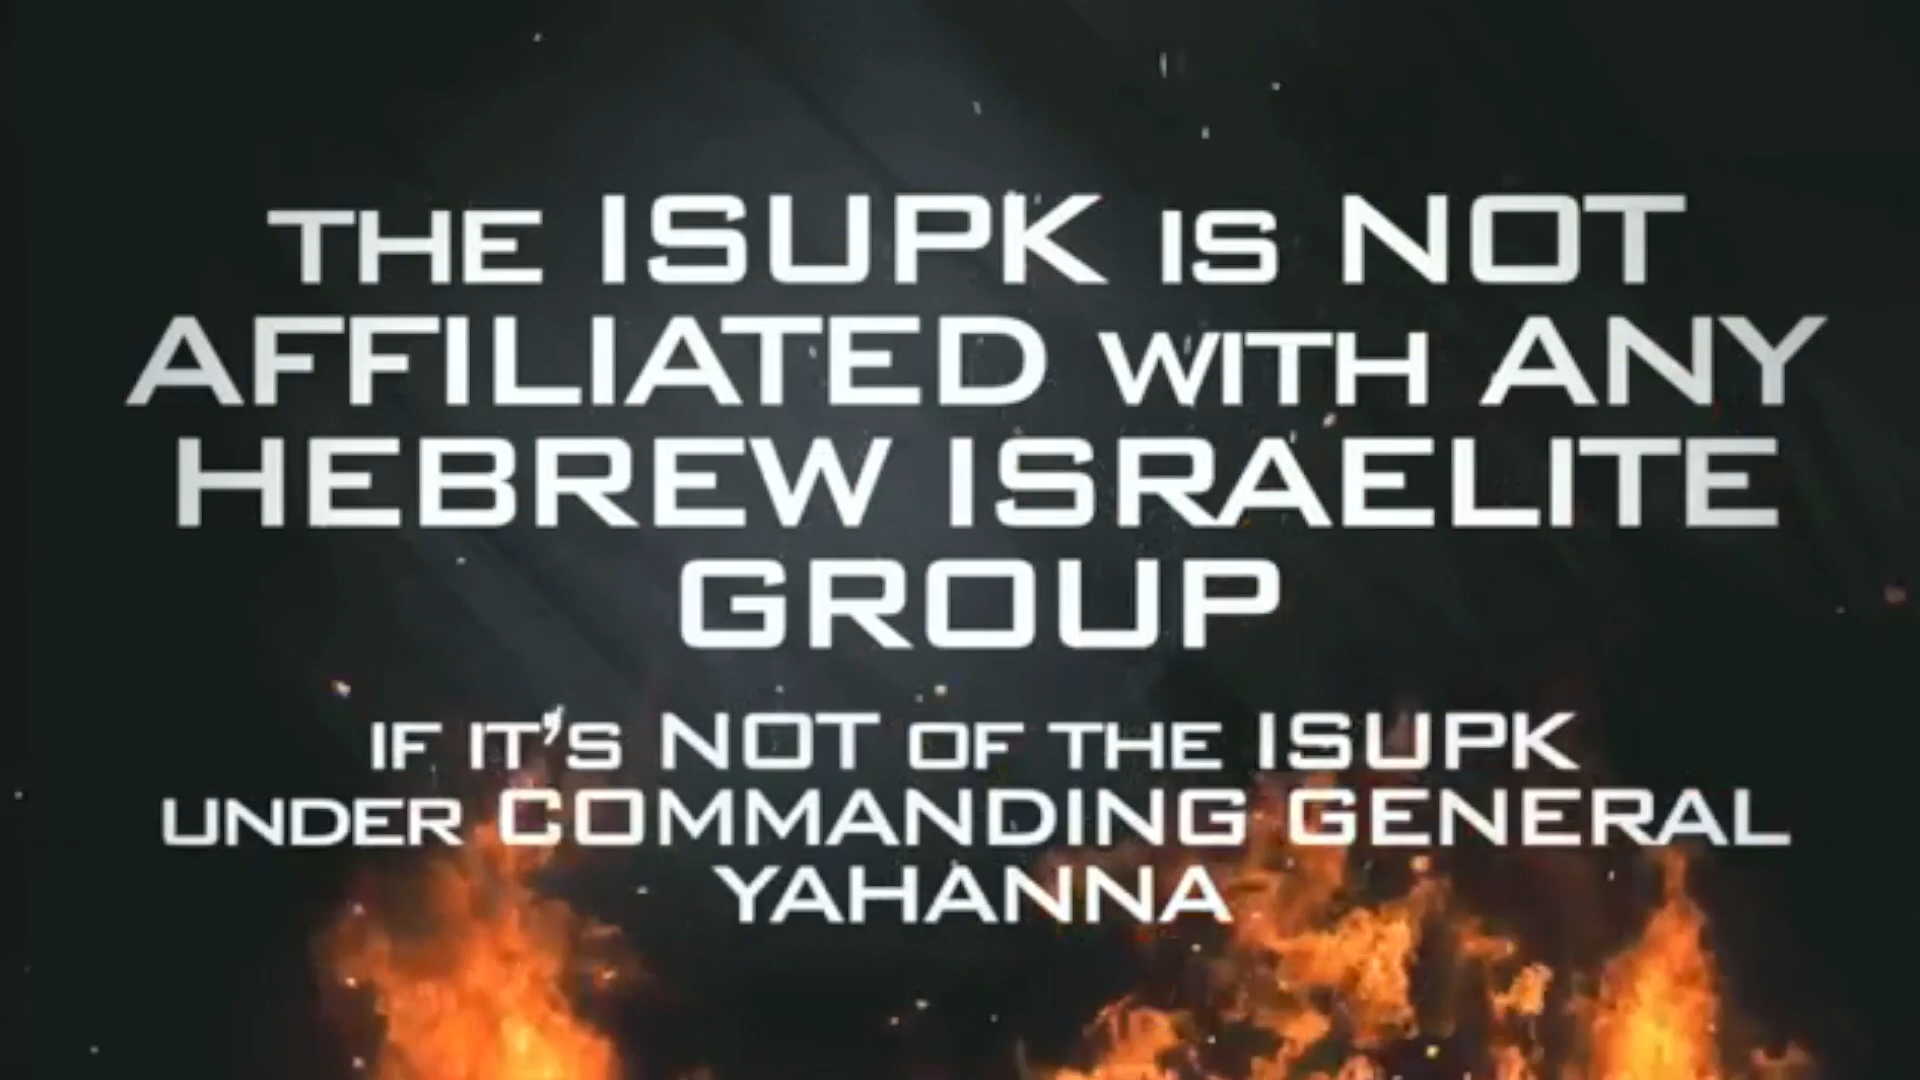 THE ISUPK IS NOT
AFFILIATED WITH ANY
HEBREW ISRAELITE
GROUP
IF IT'S NOT OF THE ISUPK
UNDER COMMANDING GENERAL
YAHANNA